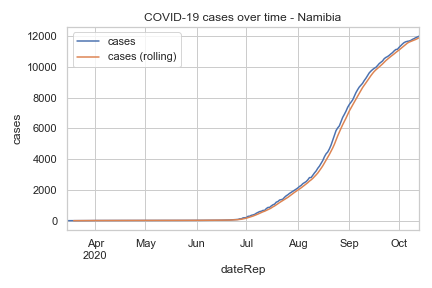 COVID-19 cases over time - Namibia
cases
cases (rolling)
12000
10000
8000
6000
4000
2000
0
cases
Apr May Jun Jul Aug Sep Oct
2020
dateRep